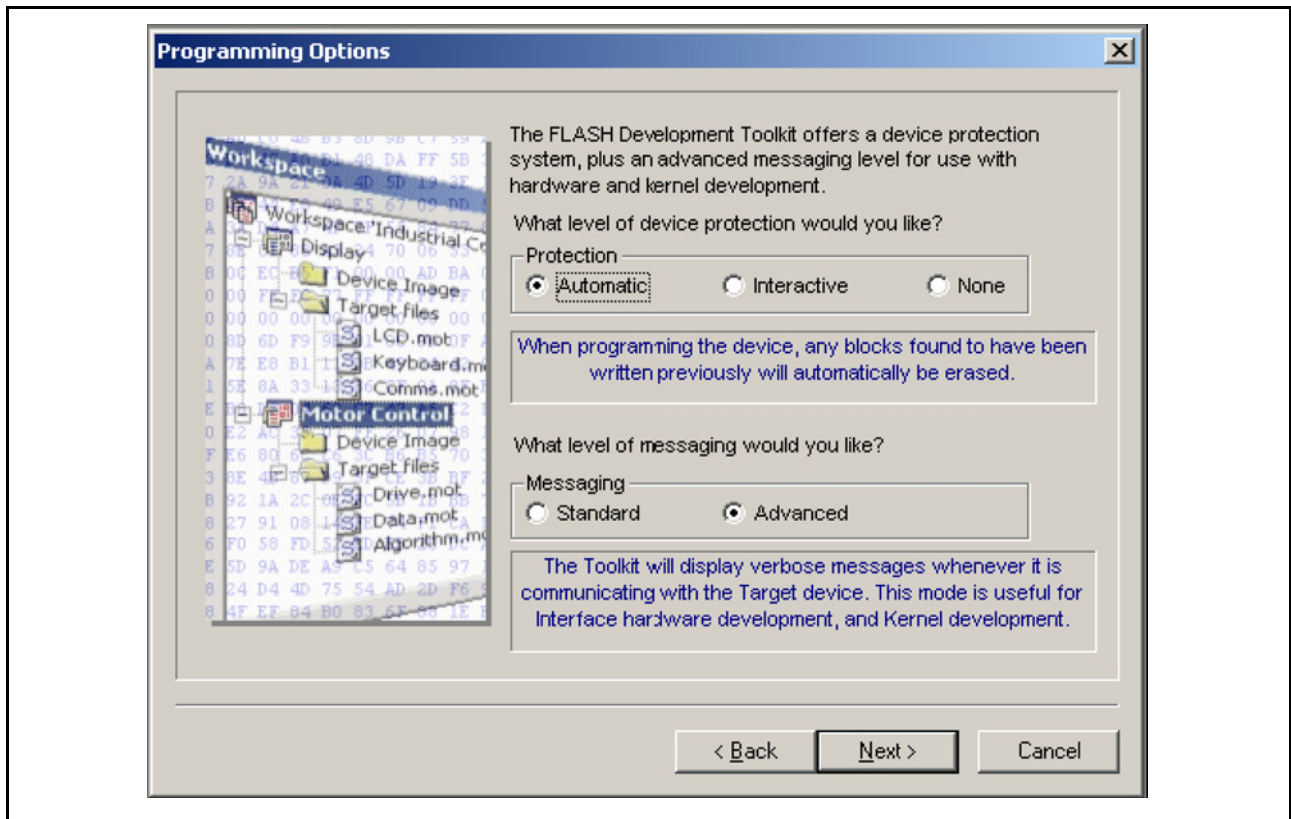 Programming Options
Workspace
Workspace 'Industrial Co
Display
Device Image
Target files
LCD.mot
Keyboard.mo
Comms.mot
Motor Control
Device Image
Target files
Drive.mot
Data.mot
Algorithm.mo
The FLASH Development Toolkit offers a device protection
system, plus an advanced messaging level for use with
hardware and kernel development.
What level of device protection would you like?
Protection
Automatic Interactive None
When programming the device, any blocks found to have been
written previously will automatically be erased.
What level of messaging would you like?
Messaging
Standard Advanced
The Toolkit will display verbose messages whenever it is
communicating with the Target device. This mode is useful for
Interface hardware development, and Kernel development.
< Back Next > Cancel